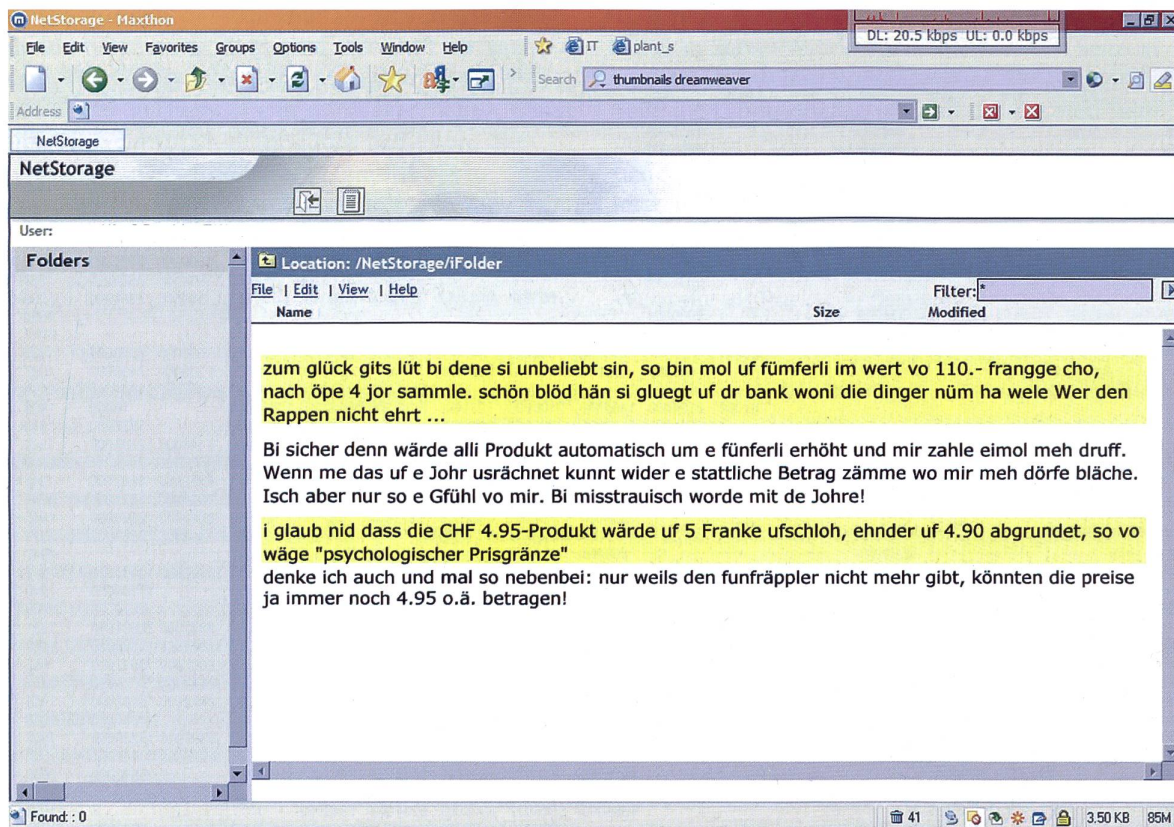 NetStorage - Maxthon
DL: 20.5 kbps UL: 0.0 kbps
File Edit View Favorites Groups Options Tools Window Help
IT plant_s
Search thumbnails dreamweaver
Address
NetStorage
NetStorage
User:
Folders
Location: /NetStorage/iFolder
File | Edit | View | Help
Filter: *
Name Size Modified
zum glück gits lüt bi dene si unbeliebt sin, so bin mol uf fümferli im wert vo 110.- frangge cho,
nach öpe 4 jor sammle. schön blöd hän si gluegt uf dr bank woni die dinger nüm ha wele Wer den
Rappen nicht ehrt ...
Bi sicher denn wärde alli Produkt automatisch um e fünferli erhöht und mir zahle eimol meh druff.
Wenn me das uf e Johr usrächnet kunnt wider e stattliche Betrag zämme wo mir meh dörfe bläche.
Isch aber nur so e Gfühl vo mir. Bi misstrauisch worde mit de Johre!
i glaub nid dass die CHF 4.95-Produkt wärde uf 5 Franke ufschloh, ehnder uf 4.90 abgrundet, so vo
wäge "psychologischer Prisgränze"
denke ich auch und mal so nebenbei: nur weils den funfräppler nicht mehr gibt, könnten die preise
ja immer noch 4.95 o.ä. betragen!
Found: : 0
41
3.50 KB 85M